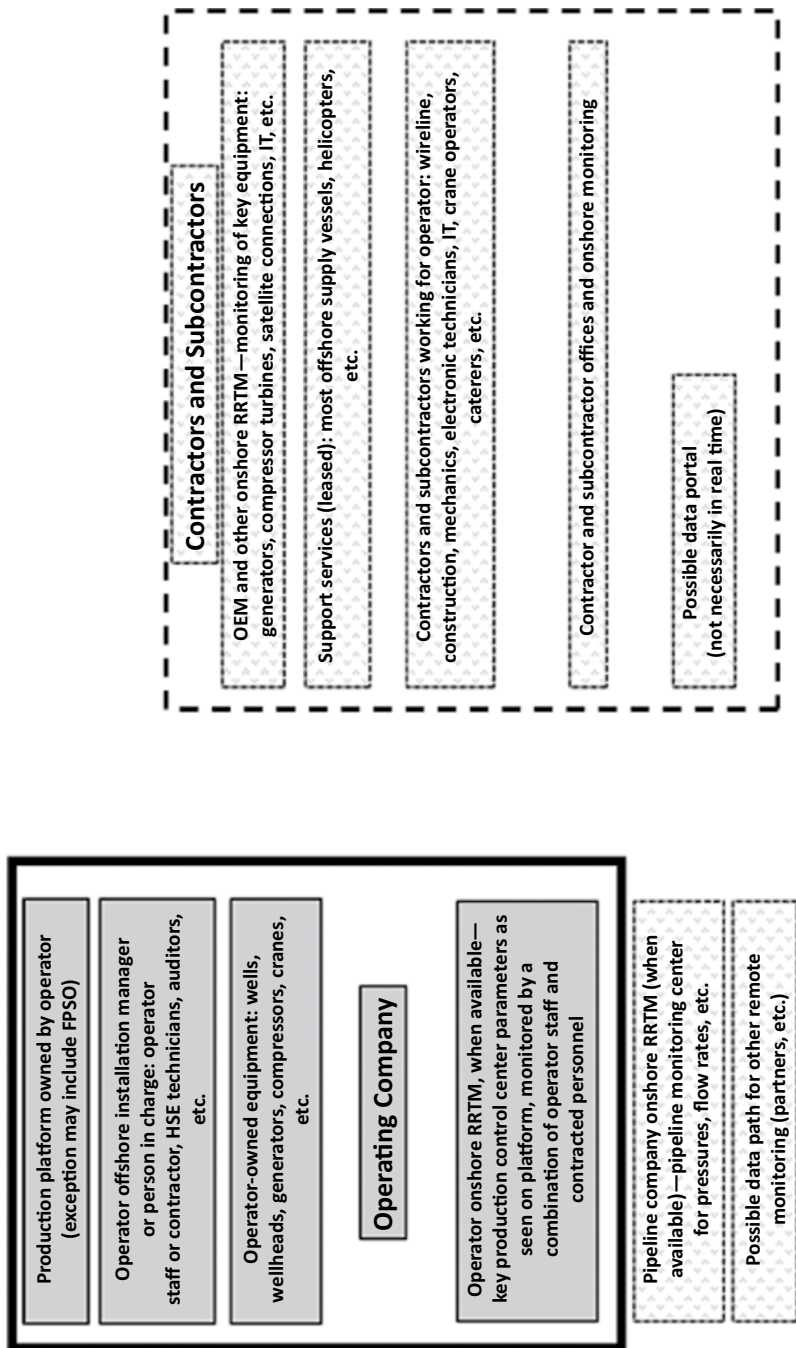 Production platform owned by operator
(exception may include FPSO)
Operator offshore installation manager
or person in charge: operator
staff or contractor, HSE technicians, auditors,
etc.
Operator-owned equipment: wells,
wellheads, generators, compressors, cranes,
etc.
Operating Company
Operator onshore RRTM, when available—
key production control center parameters as
seen on platform, monitored by a
combination of operator staff and
contracted personnel
Pipeline company onshore RRTM (when
available)—pipeline monitoring center
for pressures, flow rates, etc.
Possible data path for other remote
monitoring (partners, etc.)
Contractors and Subcontractors
OEM and other onshore RRTM—monitoring of key equipment:
generators, compressor turbines, satellite connections, IT, etc.
Support services (leased): most offshore supply vessels, helicopters,
etc.
Contractors and subcontractors working for operator: wireline,
construction, mechanics, electronic technicians, IT, crane operators,
caterers, etc.
Contractor and subcontractor offices and onshore monitoring
Possible data portal
(not necessarily in real time)